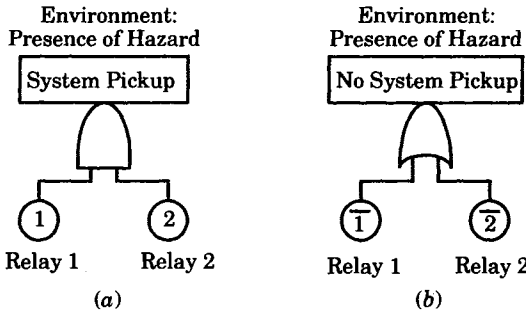 Environment:
Presence of Hazard
System Pickup
1
2
Relay 1
Relay 2
(a)
Environment:
Presence of Hazard
No System Pickup
1̅
2̅
Relay 1
Relay 2
(b)